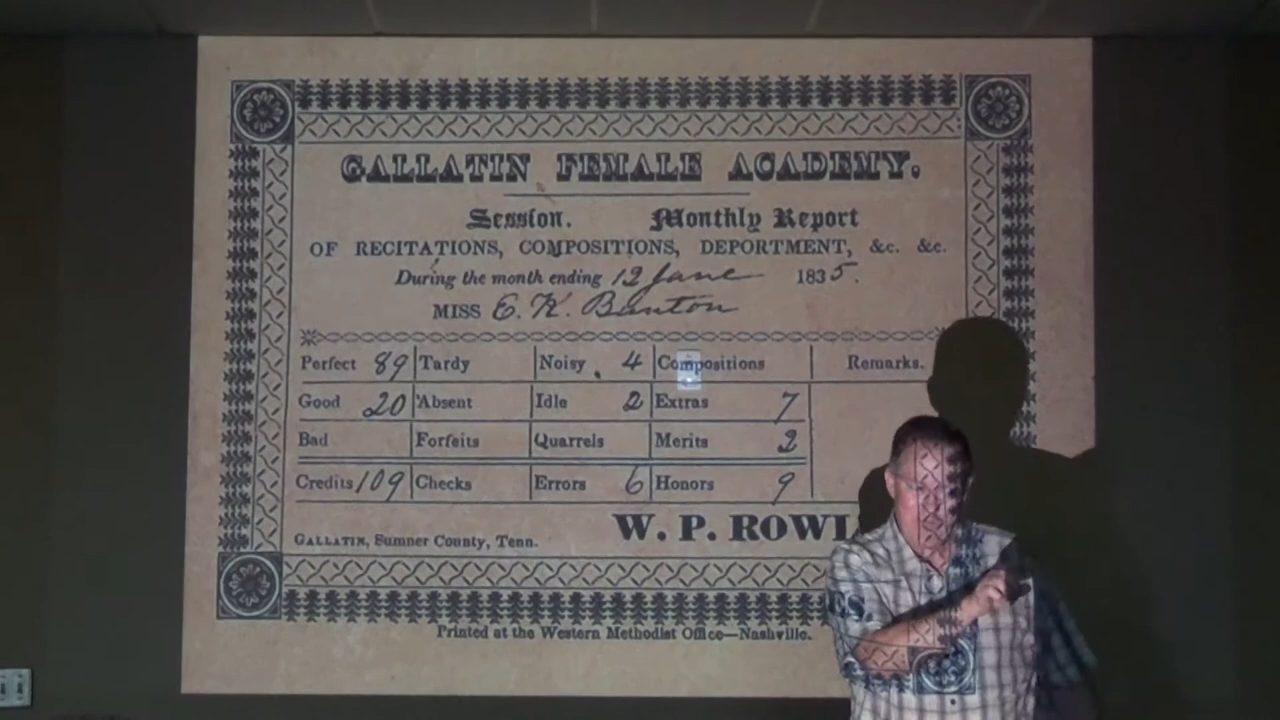 GALLATIN FEMALE ACADEMY.
Session. Monthly Report
OF RECITATIONS, COMPOSITIONS, DEPORTMENT, &c. &c.
During the month ending 12 June 1835.
MISS E. K. Banton
Perfect 89 Tardy Noisy 4 Compositions Remarks.
Good 20 Absent Idle 2 Extras 7
Bad Forfeits Quarrels Merits 2
Credits 109 Checks Errors 6 Honors 9
W. P. ROWL
GALLATIN, Sumner County, Tenn.
Printed at the Western Methodist Office—Nashville.